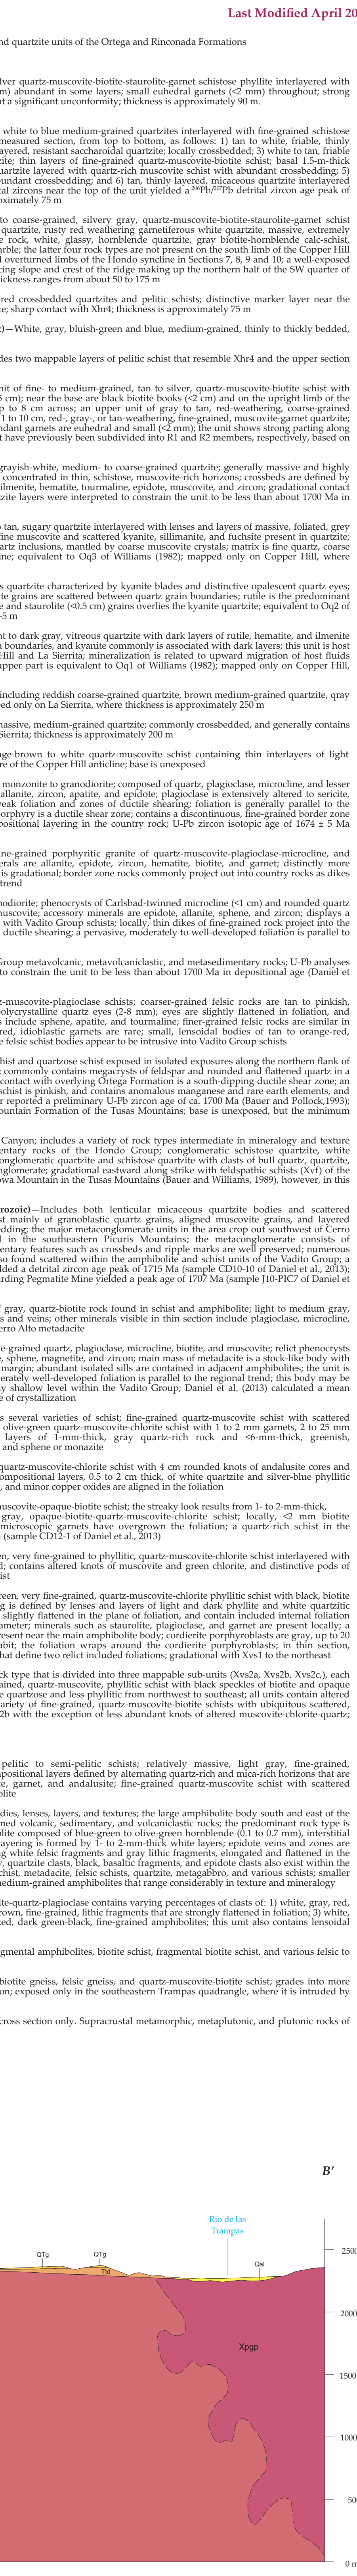 Last Modified April 20
nd quartzite units of the Ortega and Rinconada Formations
lver quartz-muscovite-biotite-staurolite-garnet schistose phyllite interlayered with
m) abundant in some layers; small euhedral garnets (<2 mm) throughout; strong
t a significant unconformity; thickness is approximately 90 m.
white to blue medium-grained quartzites interlayered with fine-grained schistose
measured section, from top to bottom, as follows: 1) tan to white, friable, thinly
ayered, resistant saccharoidal quartzite; locally crossbedded; 3) white to tan, friable
zite; thin layers of fine-grained quartz-muscovite-biotite schist; basal 1.5-m-thick
uartzite layered with quartz-rich muscovite schist with abundant crossbedding; 5)
bundant crossbedding; and 6) tan, thinly layered, micaceous quartzite interlayered
tal zircons near the top of the unit yielded a ²⁰⁶Pb/²⁰⁷Pb detrital zircon age peak of
proximately 75 m
to coarse-grained, silvery gray, quartz-muscovite-biotite-staurolite-garnet schist
quartzite, rusty red weathering garnetiferous white quartzite, massive, extremely
e rock, white, glassy, hornblende quartzite, gray biotite-hornblende calc-schist,
arble; the latter four rock types are not present on the south limb of the Copper Hill
l overturned limbs of the Hondo syncline in Sections 7, 8, 9 and 10; a well-exposed
cing slope and crest of the ridge making up the northern half of the SW quarter of
hickness ranges from about 50 to 175 m
red crossbedded quartzites and pelitic schists; distinctive marker layer near the
te; sharp contact with Xhr4; thickness is approximately 75 m
c)—White, gray, bluish-green and blue, medium-grained, thinly to thickly bedded,
des two mappable layers of pelitic schist that resemble Xhr4 and the upper section
nit of fine- to medium-grained, tan to silver, quartz-muscovite-biotite schist with
5 cm); near the base are black biotite books (<2 cm) and on the upright limb of the
p to 8 cm across; an upper unit of gray to tan, red-weathering, coarse-grained
1 to 10 cm, red-, gray-, or tan-weathering, fine-grained, muscovite-garnet quartzite;
ndant garnets are euhedral and small (<2 mm); the unit shows strong parting along
t have previously been subdivided into R1 and R2 members, respectively, based on
grayish-white, medium- to coarse-grained quartzite; generally massive and highly
concentrated in thin, schistose, muscovite-rich horizons; crossbeds are defined by
ilmenite, hematite, tourmaline, epidote, muscovite, and zircon; gradational contact
tzite layers were interpreted to constrain the unit to be less than about 1700 Ma in
o tan, sugary quartzite interlayered with lenses and layers of massive, foliated, grey
fine muscovite and scattered kyanite, sillimanite, and fuchsite present in quartzite;
artz inclusions, mantled by coarse muscovite crystals; matrix is fine quartz, coarse
ine; equivalent to Oq3 of Williams (1982); mapped only on Copper Hill, where
s quartzite characterized by kyanite blades and distinctive opalescent quartz eyes;
ite grains are scattered between quartz grain boundaries; rutile is the predominant
e and staurolite (<0.5 cm) grains overlies the kyanite quartzite; equivalent to Oq2 of
-5 m
nt to dark gray, vitreous quartzite with dark layers of rutile, hematite, and ilmenite
n boundaries, and kyanite commonly is associated with dark layers; this unit is host
Hill and La Sierrita; mineralization is related to upward migration of host fluids
upper part is equivalent to Oq1 of Williams (1982); mapped only on Copper Hill,
including reddish coarse-grained quartzite, brown medium-grained quartzite, qray
ped only on La Sierrita, where thickness is approximately 250 m
massive, medium-grained quartzite; commonly crossbedded, and generally contains
Sierrita; thickness is approximately 200 m
nge-brown to white quartz-muscovite schist containing thin interlayers of light
re of the Copper Hill anticline; base is unexposed
monzonite to granodiorite; composed of quartz, plagioclase, microcline, and lesser
allanite, zircon, apatite, and epidote; plagioclase is extensively altered to sericite,
eak foliation and zones of ductile shearing; foliation is generally parallel to the
porphyry is a ductile shear zone; contains a discontinuous, fine-grained border zone
positional layering in the country rock; U-Pb zircon isotopic age of 1674 ± 5 Ma
ine-grained porphyritic granite of quartz-muscovite-plagioclase-microcline, and
erals are allanite, epidote, zircon, hematite, biotite, and garnet; distinctly more
is gradational; border zone rocks commonly project out into country rocks as dikes
trend
nodiorite; phenocrysts of Carlsbad-twinned microcline (<1 cm) and rounded quartz
uscovite; accessory minerals are epidote, allanite, sphene, and zircon; displays a
with Vadito Group schists; locally, thin dikes of fine-grained rock project into the
ductile shearing; a pervasive, moderately to well-developed foliation is parallel to
Group metavolcanic, metavolcaniclastic, and metasedimentary rocks; U-Pb analyses
to constrain the unit to be less than about 1700 Ma in depositional age (Daniel et
z-muscovite-plagioclase schists; coarser-grained felsic rocks are tan to pinkish,
polycrystalline quartz eyes (2-8 mm); eyes are slightly flattened in foliation, and
s include sphene, apatite, and tourmaline; finer-grained felsic rocks are similar in
red, idioblastic garnets and are rare; small, lensoidal bodies of tan to orange-red,
e felsic schist bodies appear to be intrusive into Vadito Group schists
chist and quartzose schist exposed in isolated exposures along the northern flank of
; commonly contains megacrysts of feldspar and rounded and flattened quartz in a
contact with overlying Ortega Formation is a south-dipping ductile shear zone; an
schist is pinkish, and contains anomalous manganese and rare earth elements, and
r reported a preliminary U-Pb zircon age of ca. 1700 Ma (Bauer and Pollock,1993);
ountain Formation of the Tusas Mountains; base is unexposed, but the minimum
Canyon; includes a variety of rock types intermediate in mineralogy and texture
entary rocks of the Hondo Group; conglomeratic schistose quartzite, white
onglomeratic quartzite and schistose quartzite with clasts of bull quartz, quartzite,
nglomerate; gradational eastward along strike with feldspathic schists (Xvf) of the
owa Mountain in the Tusas Mountains (Bauer and Williams, 1989), however, in this
rozoic)—Includes both lenticular micaceous quartzite bodies and scattered
st mainly of granoblastic quartz grains, aligned muscovite grains, and layered
edding; the major metaconglomerate units in the area crop out southwest of Cerro
d in the southeastern Picuris Mountains; the metaconglomerate consists of
entary features such as crossbeds and ripple marks are well preserved; numerous
so found scattered within the amphibolite and schist units of the Vadito Group; a
lded a detrital zircon age peak of 1715 Ma (sample CD10-10 of Daniel et al., 2013);
arding Pegmatite Mine yielded a peak age of 1707 Ma (sample J10-PIC7 of Daniel et
f gray, quartz-biotite rock found in schist and amphibolite; light to medium gray,
s and veins; other minerals visible in thin section include plagioclase, microcline,
erro Alto metadacite
e-grained quartz, plagioclase, microcline, biotite, and muscovite; relict phenocrysts
e, sphene, magnetite, and zircon; main mass of metadacite is a stock-like body with
margin; abundant isolated sills are contained in adjacent amphibolites; the unit is
erately well-developed foliation is parallel to the regional trend; this body may be
ly shallow level within the Vadito Group; Daniel et al. (2013) calculated a mean
e of crystallization
s several varieties of schist; fine-grained quartz-muscovite schist with scattered
olive-green quartz-muscovite-chlorite schist with 1 to 2 mm garnets, 2 to 25 mm
layers of 1-mm-thick, gray quartz-rich rock and <6-mm-thick, greenish,
and sphene or monazite
quartz-muscovite-chlorite schist with 4 cm rounded knots of andalusite cores and
ompositional layers, 0.5 to 2 cm thick, of white quartzite and silver-blue phyllitic
, and minor copper oxides are aligned in the foliation
muscovite-opaque-biotite schist; the streaky look results from 1- to 2-mm-thick,
gray, opaque-biotite-quartz-muscovite-chlorite schist; locally, <2 mm biotite
microscopic garnets have overgrown the foliation; a quartz-rich schist in the
a (sample CD12-1 of Daniel et al., 2013)
en, very fine-grained to phyllitic, quartz-muscovite-chlorite schist interlayered with
d; contains altered knots of muscovite and green chlorite, and distinctive pods of
ist
reen, very fine-grained, quartz-muscovite-chlorite phyllitic schist with black, biotite
g is defined by lenses and layers of light and dark phyllite and white quartzitic
slightly flattened in the plane of foliation, and contain included internal foliation
ameter; minerals such as staurolite, plagioclase, and garnet are present locally; a
esent near the main amphibolite body; cordierite porphyroblasts are gray, up to 20
abit; the foliation wraps around the cordierite porphyroblasts; in thin section,
that define two relict included foliations; gradational with Xvs1 to the northeast
ck type that is divided into three mappable sub-units (Xvs2a, Xvs2b, Xvs2c,), each
ained, quartz-muscovite, phyllitic schist with black speckles of biotite and opaque
e quartzose and less phyllitic from northwest to southeast; all units contain altered
variety of fine-grained, quartz-muscovite-biotite schists with ubiquitous scattered,
2b with the exception of less abundant knots of altered muscovite-chlorite-quartz;
pelitic to semi-pelitic schists; relatively massive, light gray, fine-grained,
mpositional layers defined by alternating quartz-rich and mica-rich horizons that are
te, garnet, and andalusite; fine-grained quartz-muscovite schist with scattered
olite
dies, lenses, layers, and textures; the large amphibolite body south and east of the
med volcanic, sedimentary, and volcaniclastic rocks; the predominant rock type is
olite composed of blue-green to olive-green hornblende (0.1 to 0.7 mm), interstitial
ayering is formed by 1- to 2-mm-thick white layers; epidote veins and zones are
ng white felsic fragments and gray lithic fragments, elongated and flattened in the
y, quartzite clasts, black, basaltic fragments, and epidote clasts also exist within the
chist, metadacite, felsic schists, quartzite, metagabbro, and various schists; smaller
medium-grained amphibolites that range considerably in texture and mineralogy
ite-quartz-plagioclase contains varying percentages of clasts of: 1) white, gray, red,
rown, fine-grained, lithic fragments that are strongly flattened in foliation; 3) white,
ted, dark green-black, fine-grained amphibolites; this unit also contains lensoidal
gmental amphibolites, biotite schist, fragmental biotite schist, and various felsic to
biotite gneiss, felsic gneiss, and quartz-muscovite-biotite schist; grades into more
on; exposed only in the southeastern Trampas quadrangle, where it is intruded by
cross section only. Supracrustal metamorphic, metaplutonic, and plutonic rocks of
B′
Rio de las
Trampas
QTg
QTg
Ttd
Qal
2500
2000
Xpgp
1500
1000
500
0 m